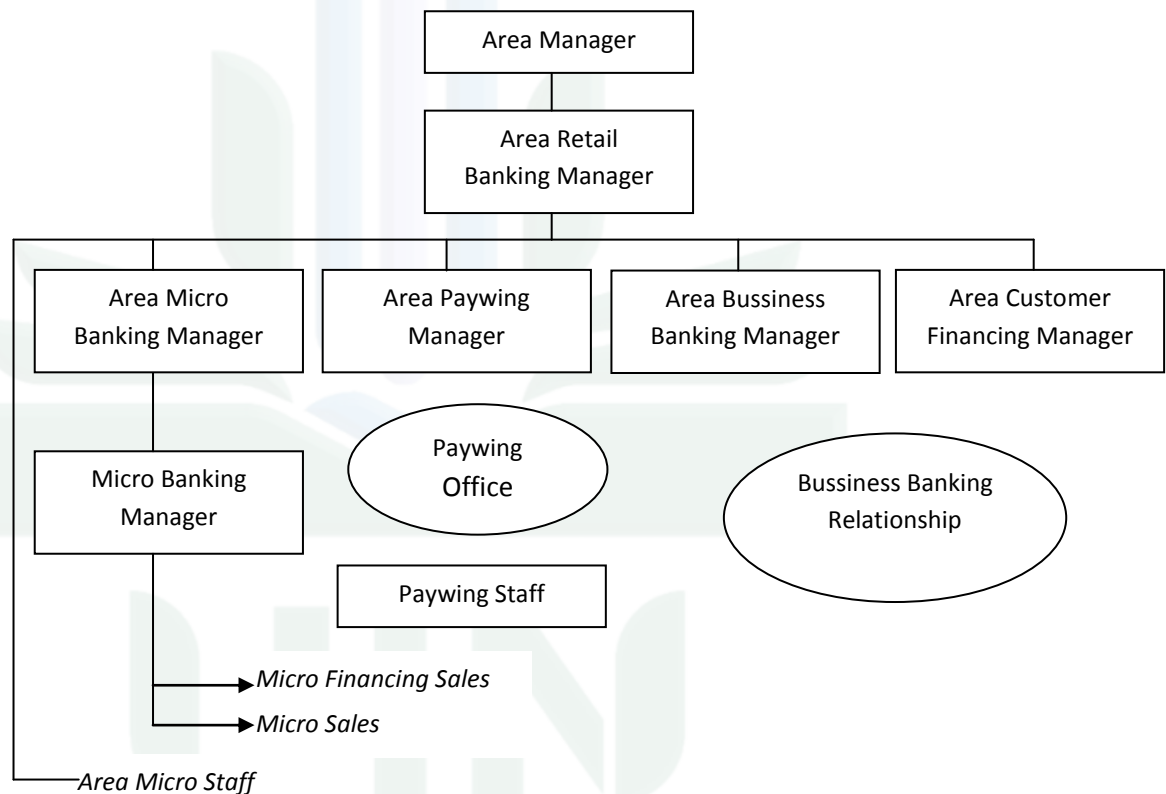 Area Manager
Area Retail
Banking Manager
Area Micro
Banking Manager
Area Paywing
Manager
Area Bussiness
Banking Manager
Area Customer
Financing Manager
Micro Banking
Manager
Paywing
Office
Bussiness Banking
Relationship
Paywing Staff
Micro Financing Sales
Micro Sales
Area Micro Staff